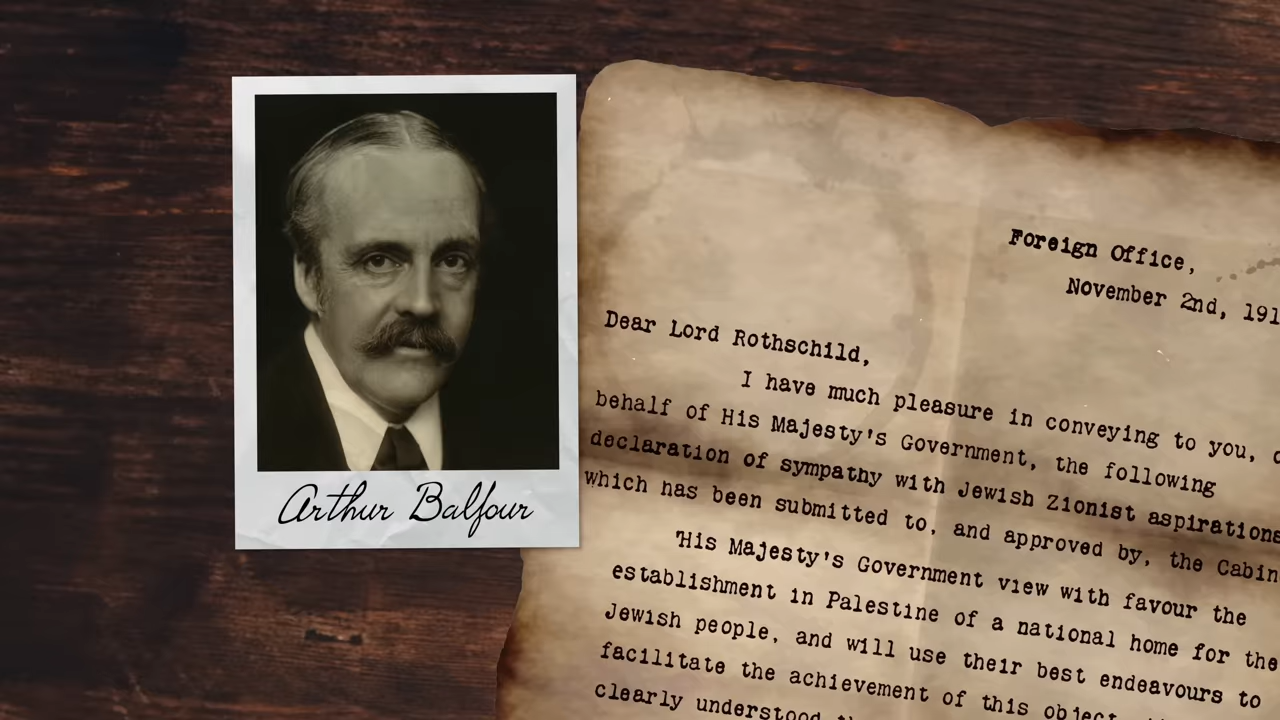 Arthur Balfour
Foreign Office,
November 2nd, 191
Dear Lord Rothschild,
I have much pleasure in conveying to you,
behalf of His Majesty's Government, the following
declaration of sympathy with Jewish Zionist aspirations
which has been submitted to, and approved by, the Cabin
"His Majesty's Government view with favour the
establishment in Palestine of a national home for the
Jewish people, and will use their best endeavours to
facilitate the achievement of this object
clearly understood